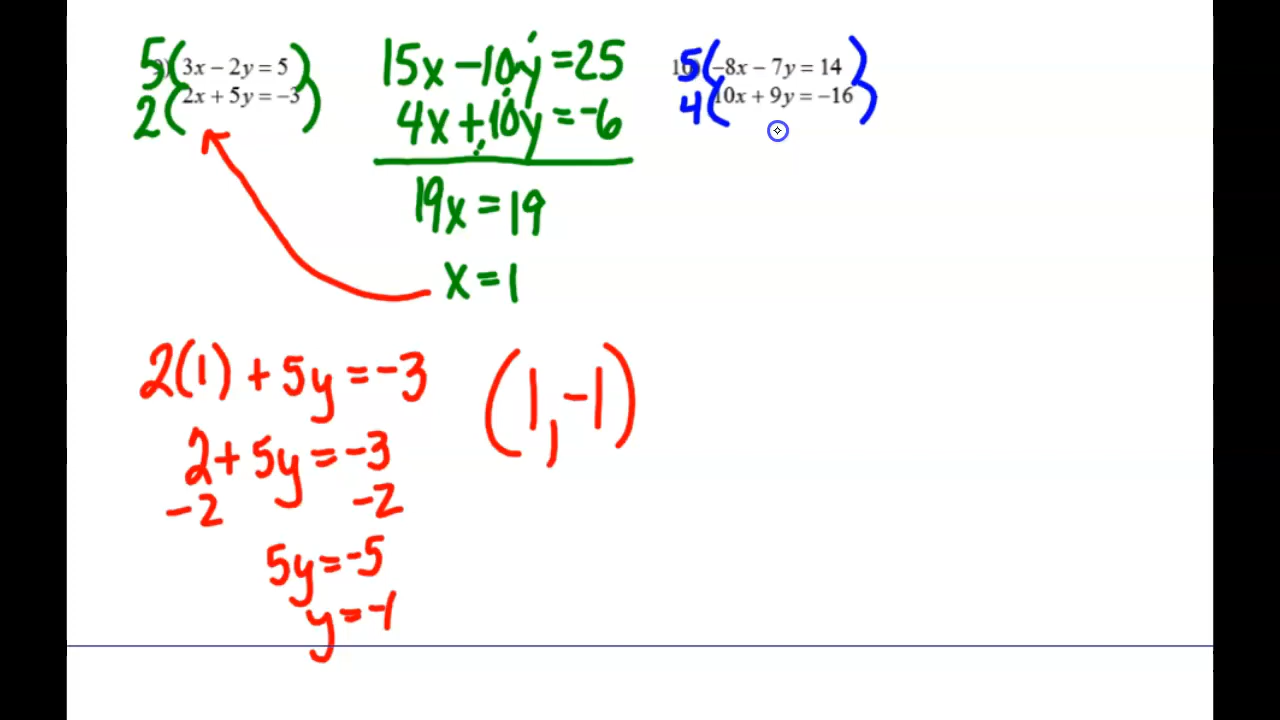 5( 3x − 2y = 5 )
2( 2x + 5y = −3 )
15x − 10y = 25
4x + 10y = -6
19x = 19
x = 1
2(1) + 5y = -3
2 + 5y = -3
-2 -2
5y = -5
y = -1
(1, -1)
5( −8x − 7y = 14 )
4( 10x + 9y = −16 )